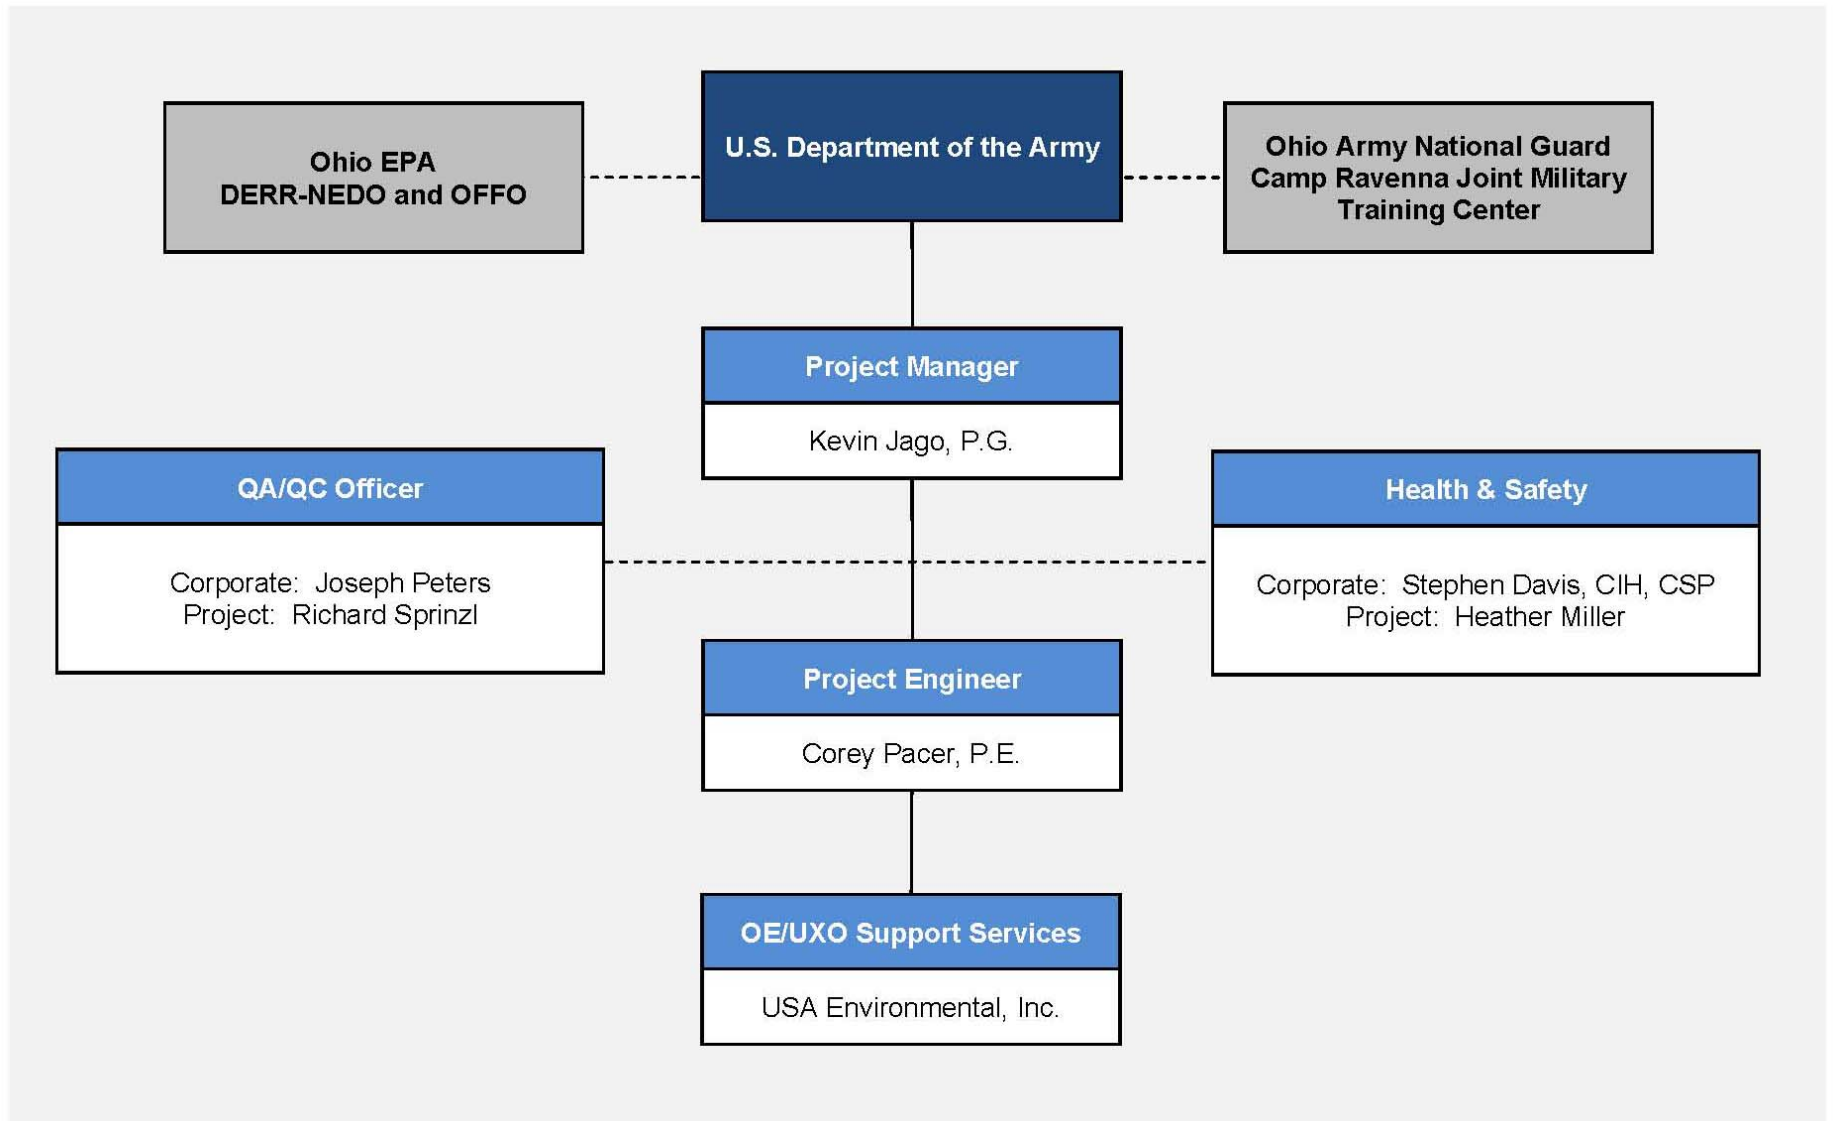 U.S. Department of the Army
Ohio EPA
DERR-NEDO and OFFO
Ohio Army National Guard
Camp Ravenna Joint Military
Training Center
Project Manager
Kevin Jago, P.G.
QA/QC Officer
Corporate: Joseph Peters
Project: Richard Sprinzl
Health & Safety
Corporate: Stephen Davis, CIH, CSP
Project: Heather Miller
Project Engineer
Corey Pacer, P.E.
OE/UXO Support Services
USA Environmental, Inc.